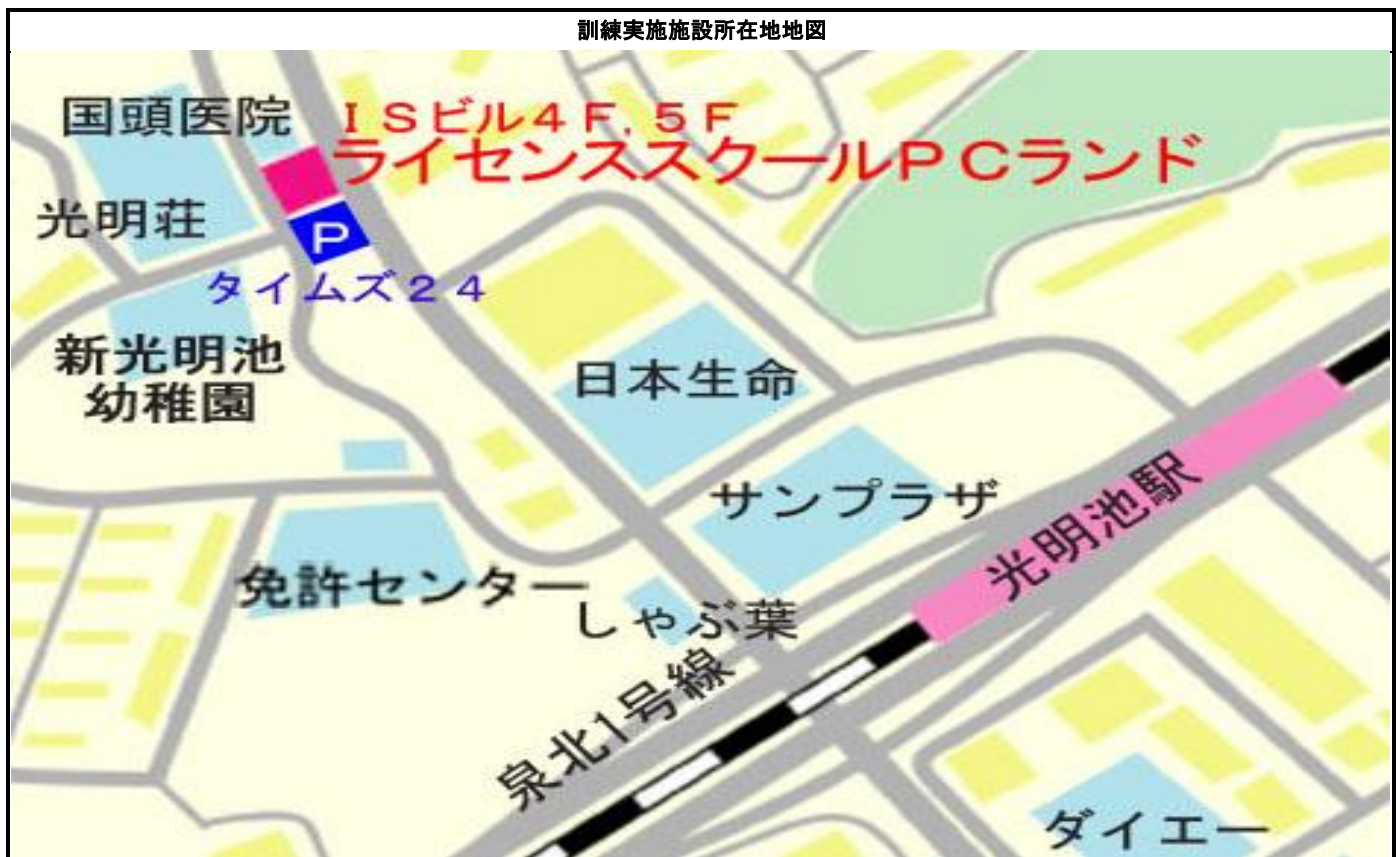 訓練実施施設所在地地図
国頭医院
ISビル4F,5F
ライセンススクールPCランド
光明荘
P
タイムズ24
新光明池
幼稚園
日本生命
サンプラザ
光明池駅
免許センター
しゃぶ葉
泉北1号線
ダイエー